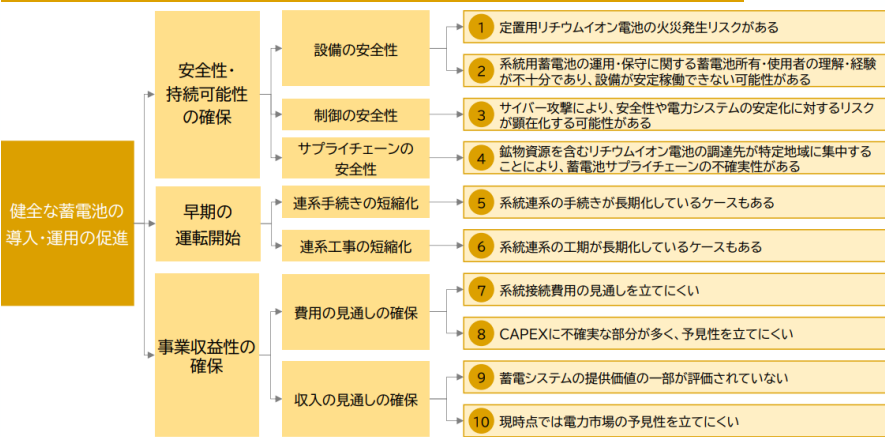 健全な蓄電池の
導入・運用の促進
安全性・
持続可能性
の確保
設備の安全性
1 定置用リチウムイオン電池の火災発生リスクがある
2 系統用蓄電池の運用・保守に関する蓄電池所有・使用者の理解・経験
が不十分であり、設備が安定稼働できない可能性がある
制御の安全性
3 サイバー攻撃により、安全性や電力システムの安定化に対するリスク
が顕在化する可能性がある
サプライチェーンの
安全性
4 鉱物資源を含むリチウムイオン電池の調達先が特定地域に集中する
ことにより、蓄電池サプライチェーンの不確実性がある
早期の
運転開始
連系手続きの短縮化
5 系統連系の手続きが長期化しているケースもある
連系工事の短縮化
6 系統連系の工期が長期化しているケースもある
事業収益性の
確保
費用の見通しの確保
7 系統接続費用の見通しを立てにくい
8 CAPEXに不確実な部分が多く、予見性を立てにくい
収入の見通しの確保
9 蓄電システムの提供価値の一部が評価されていない
10 現時点では電力市場の予見性を立てにくい